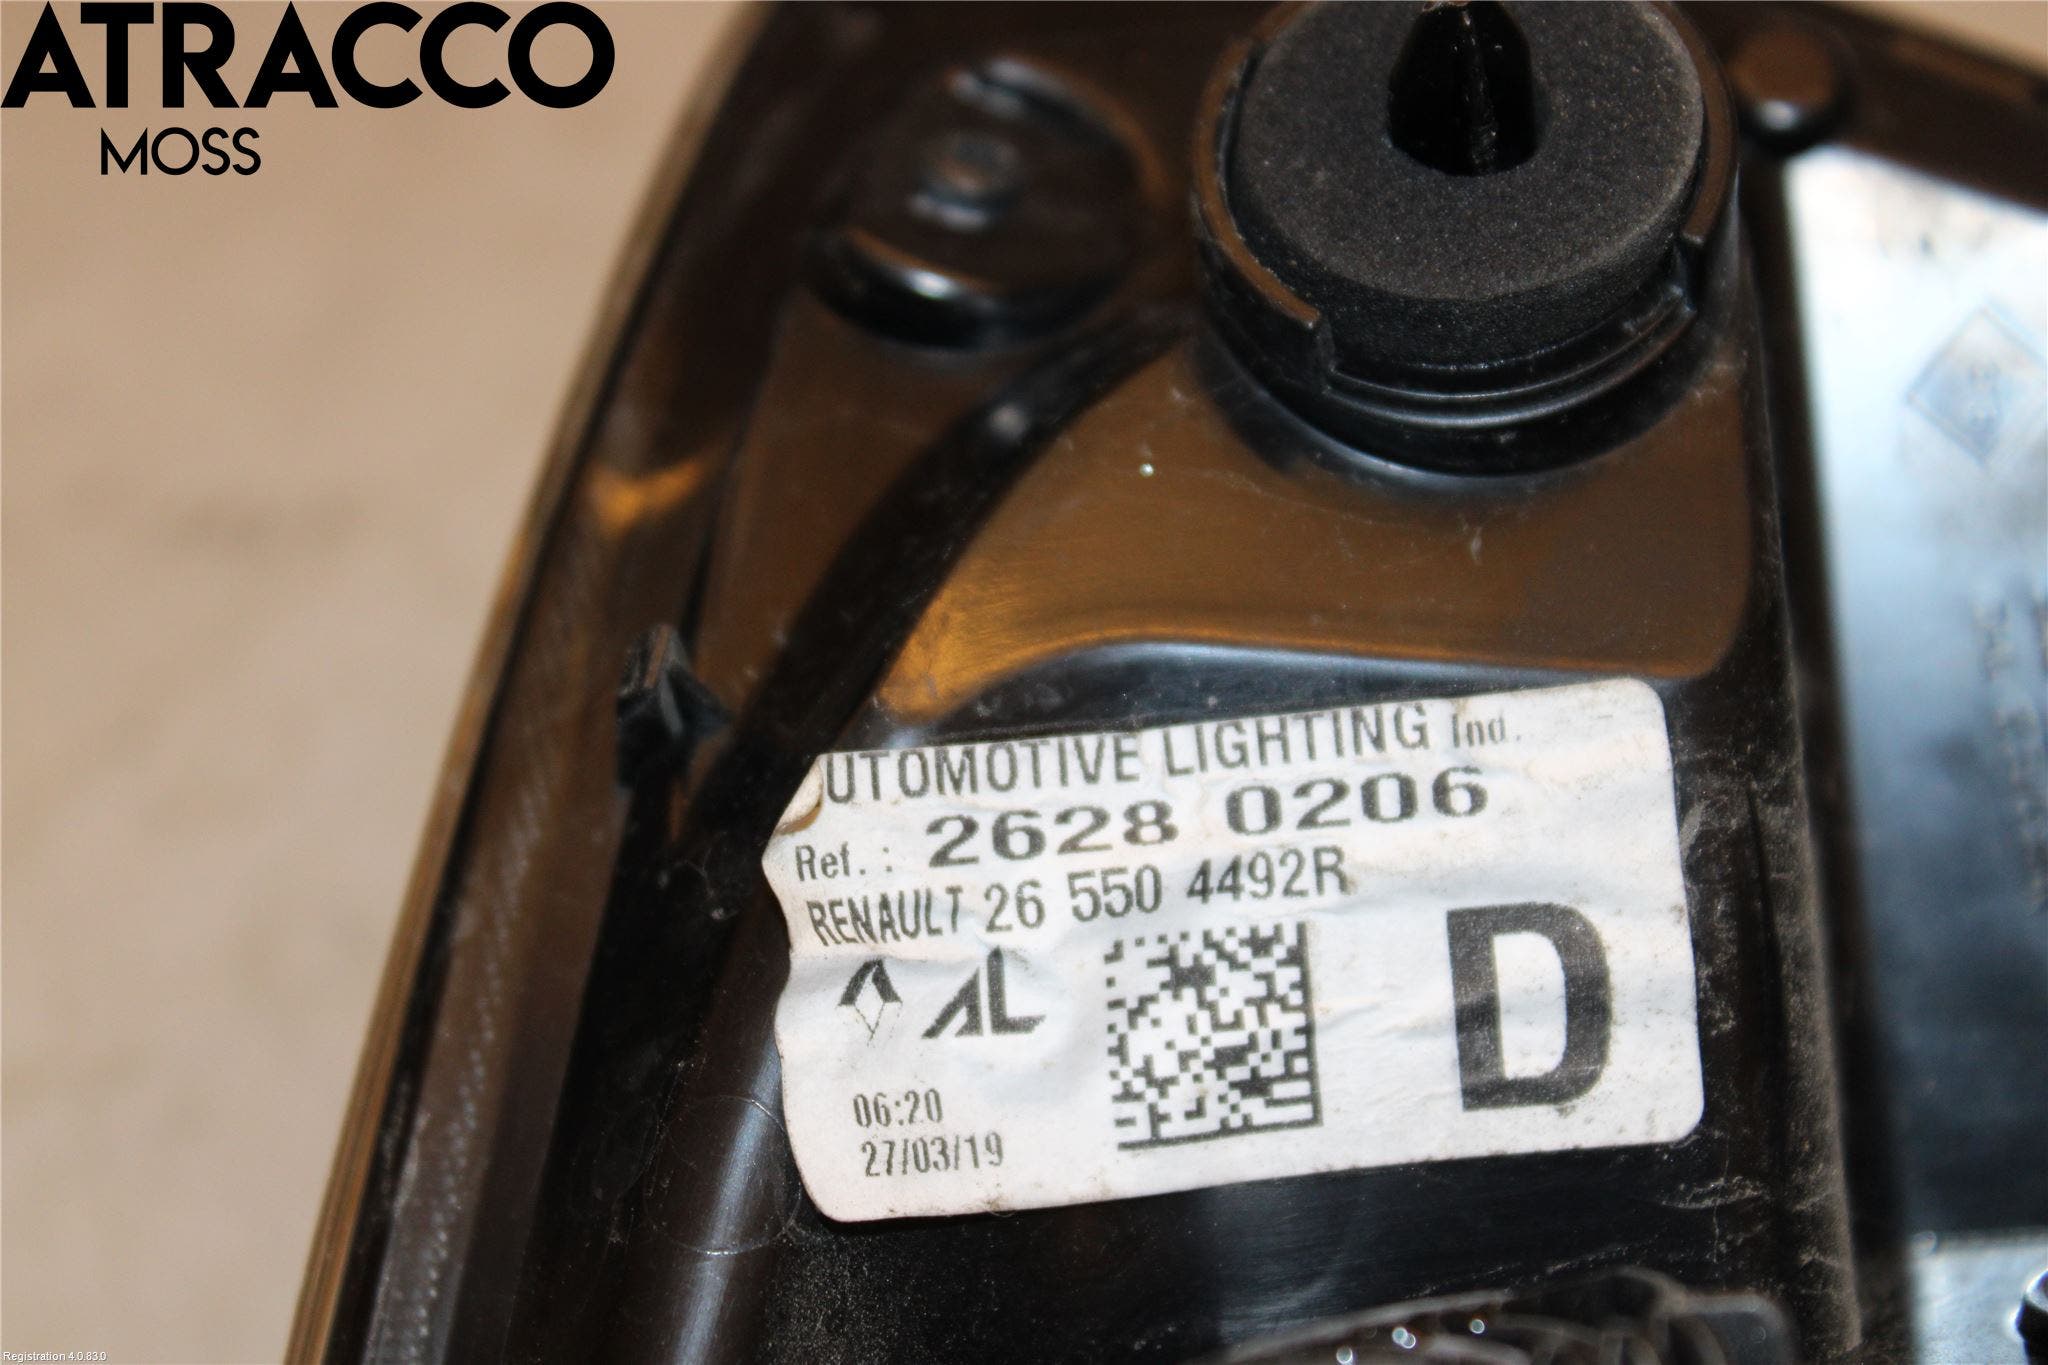 ATRACCO
MOSS
UTOMOTIVE LIGHTING Ind.
Ref. : 2628 0206
RENAULT 26 550 4492R
AL
D
06:20
27/03/19
Registration 4.0.83.0